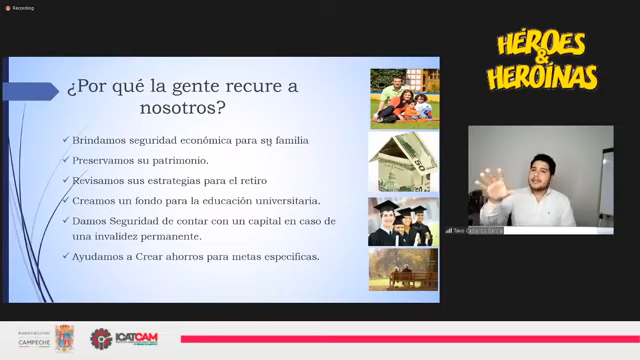 Recording
HÉROES
&
HEROÍNAS
¿Por qué la gente recure a
nosotros?
Brindamos seguridad económica para su familia
Preservamos su patrimonio.
Revisamos sus estrategias para el retiro
Creamos un fondo para la educación universitaria.
Damos Seguridad de contar con un capital en caso de
una invalidez permanente.
Ayudamos a Crear ahorros para metas especificas.
50
CAMPECHE
ICATCAM